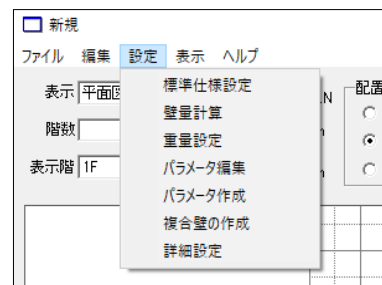 新規
ファイル 編集 設定 表示 ヘルプ
表示 平面図
階数
表示階 1F
標準仕様設定
壁量計算
重量設定
パラメータ編集
パラメータ作成
複合壁の作成
詳細設定
N
配置